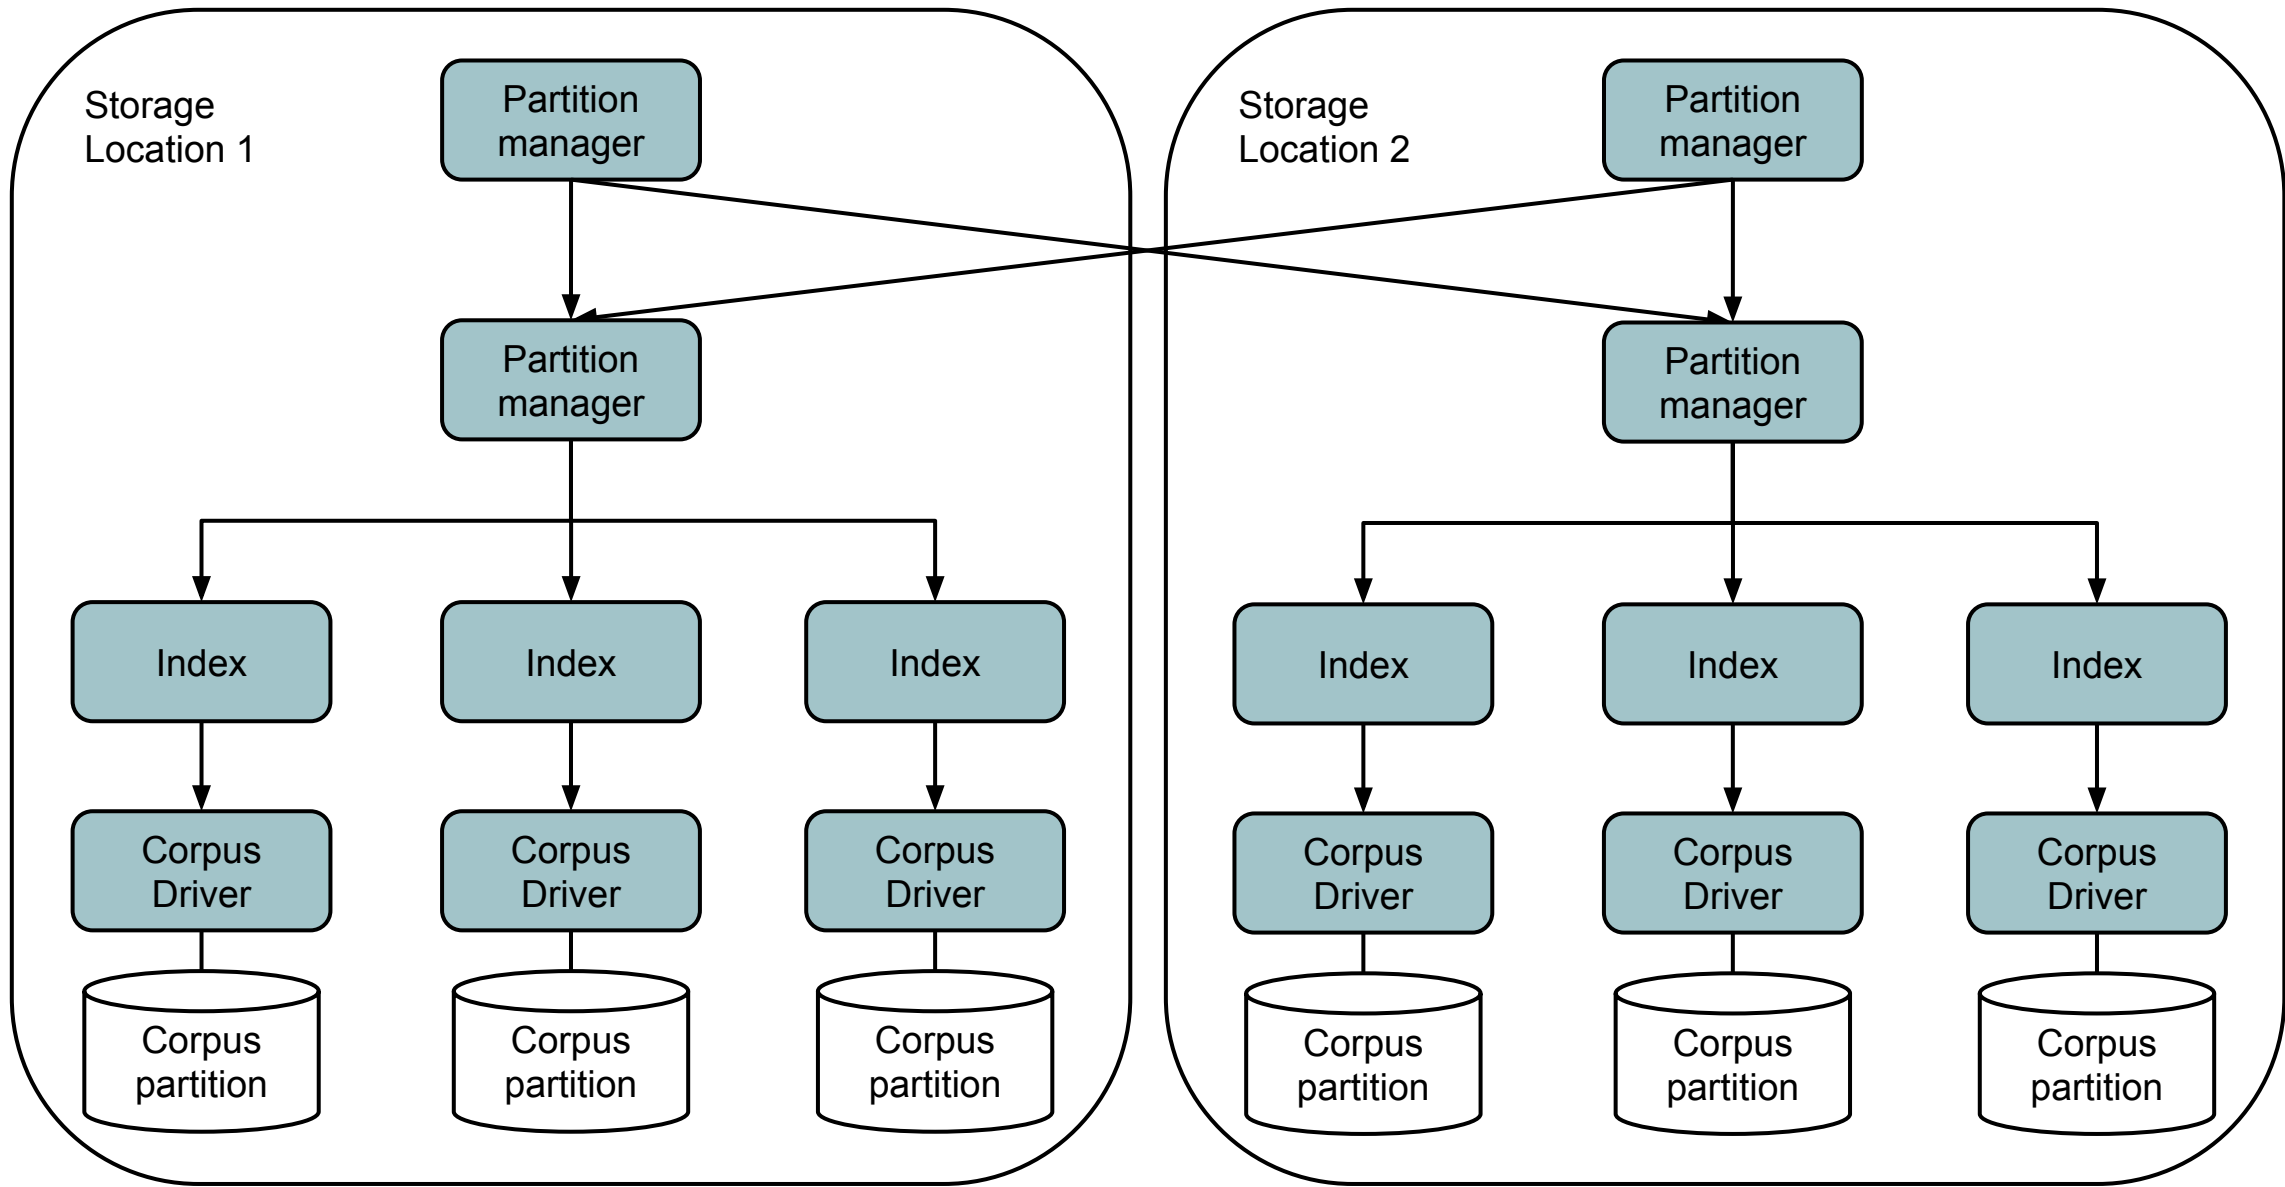 Storage
Location 1
Partition
manager
Partition
manager
Index
Index
Index
Corpus
Driver
Corpus
Driver
Corpus
Driver
Corpus
partition
Corpus
partition
Corpus
partition
Storage
Location 2
Partition
manager
Partition
manager
Index
Index
Index
Corpus
Driver
Corpus
Driver
Corpus
Driver
Corpus
partition
Corpus
partition
Corpus
partition